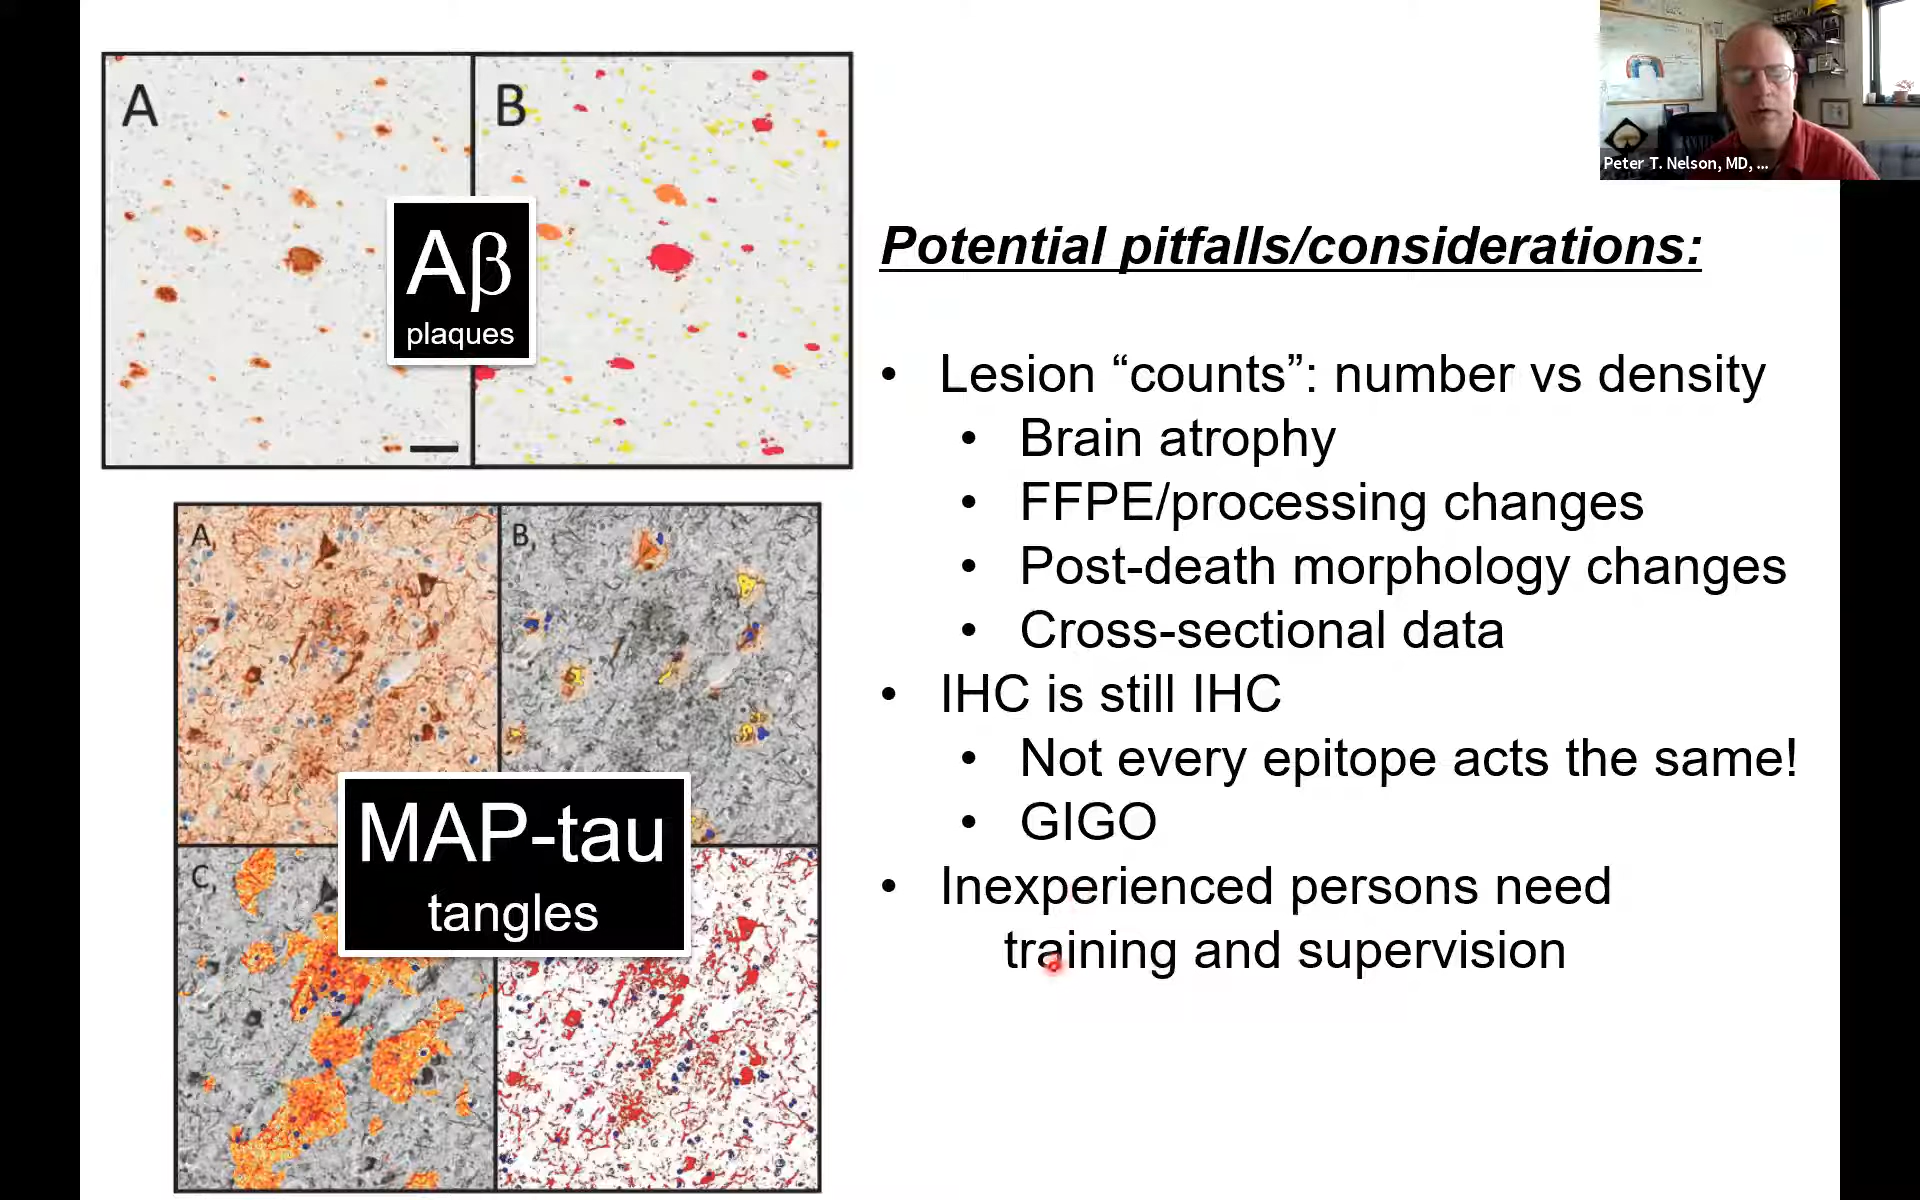 A
B
Aβ
plaques
A,
B,
C,
MAP-tau
tangles
Peter T. Nelson, MD, ...
Potential pitfalls/considerations:
• Lesion “counts”: number vs density
• Brain atrophy
• FFPE/processing changes
• Post-death morphology changes
• Cross-sectional data
• IHC is still IHC
• Not every epitope acts the same!
• GIGO
• Inexperienced persons need
training and supervision